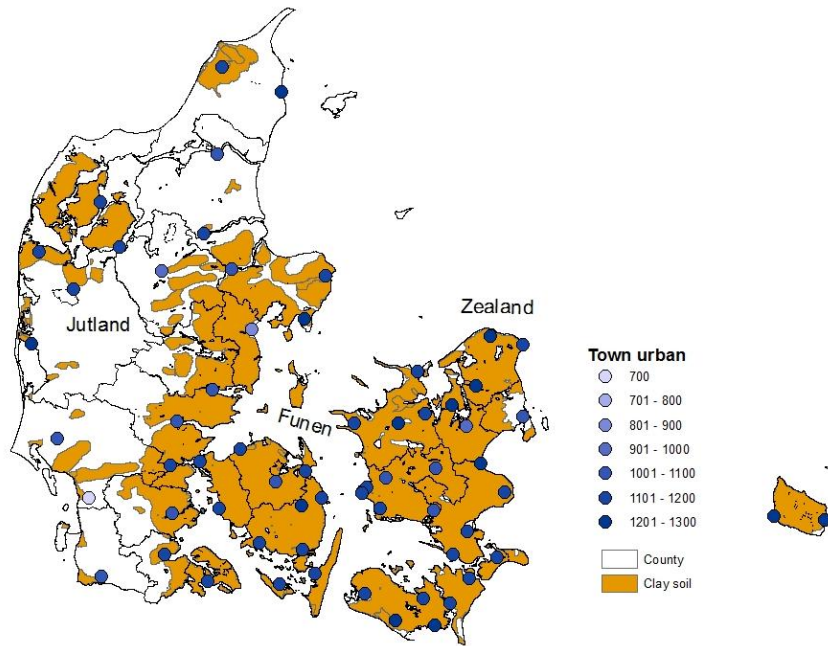 Zealand
Jutland
Funen
Town urban
700
701 - 800
801 - 900
901 - 1000
1001 - 1100
1101 - 1200
1201 - 1300
County
Clay soil